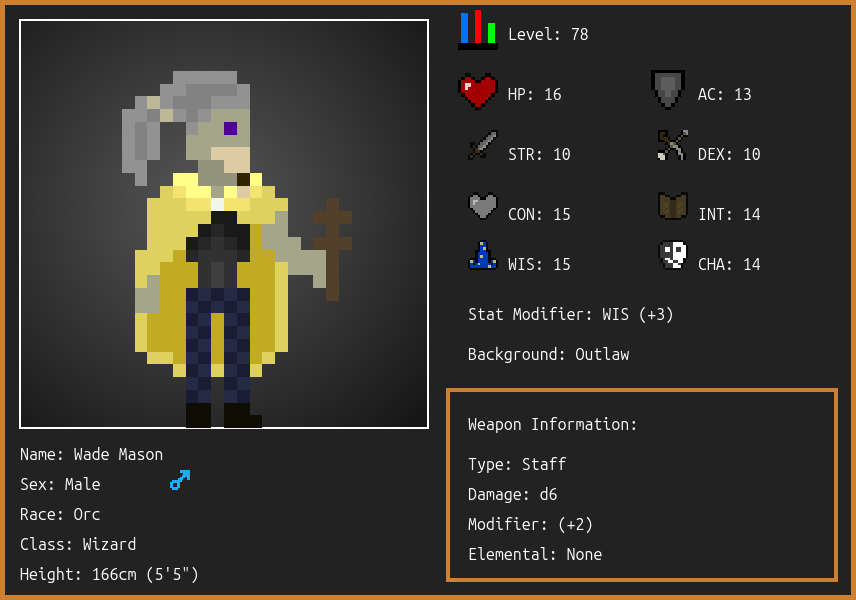 Level: 78
HP: 16
AC: 13
STR: 10
DEX: 10
CON: 15
INT: 14
WIS: 15
CHA: 14
Stat Modifier: WIS (+3)
Background: Outlaw
Weapon Information:
Type: Staff
Damage: d6
Modifier: (+2)
Elemental: None
Name: Wade Mason
Sex: Male
Race: Orc
Class: Wizard
Height: 166cm (5'5")